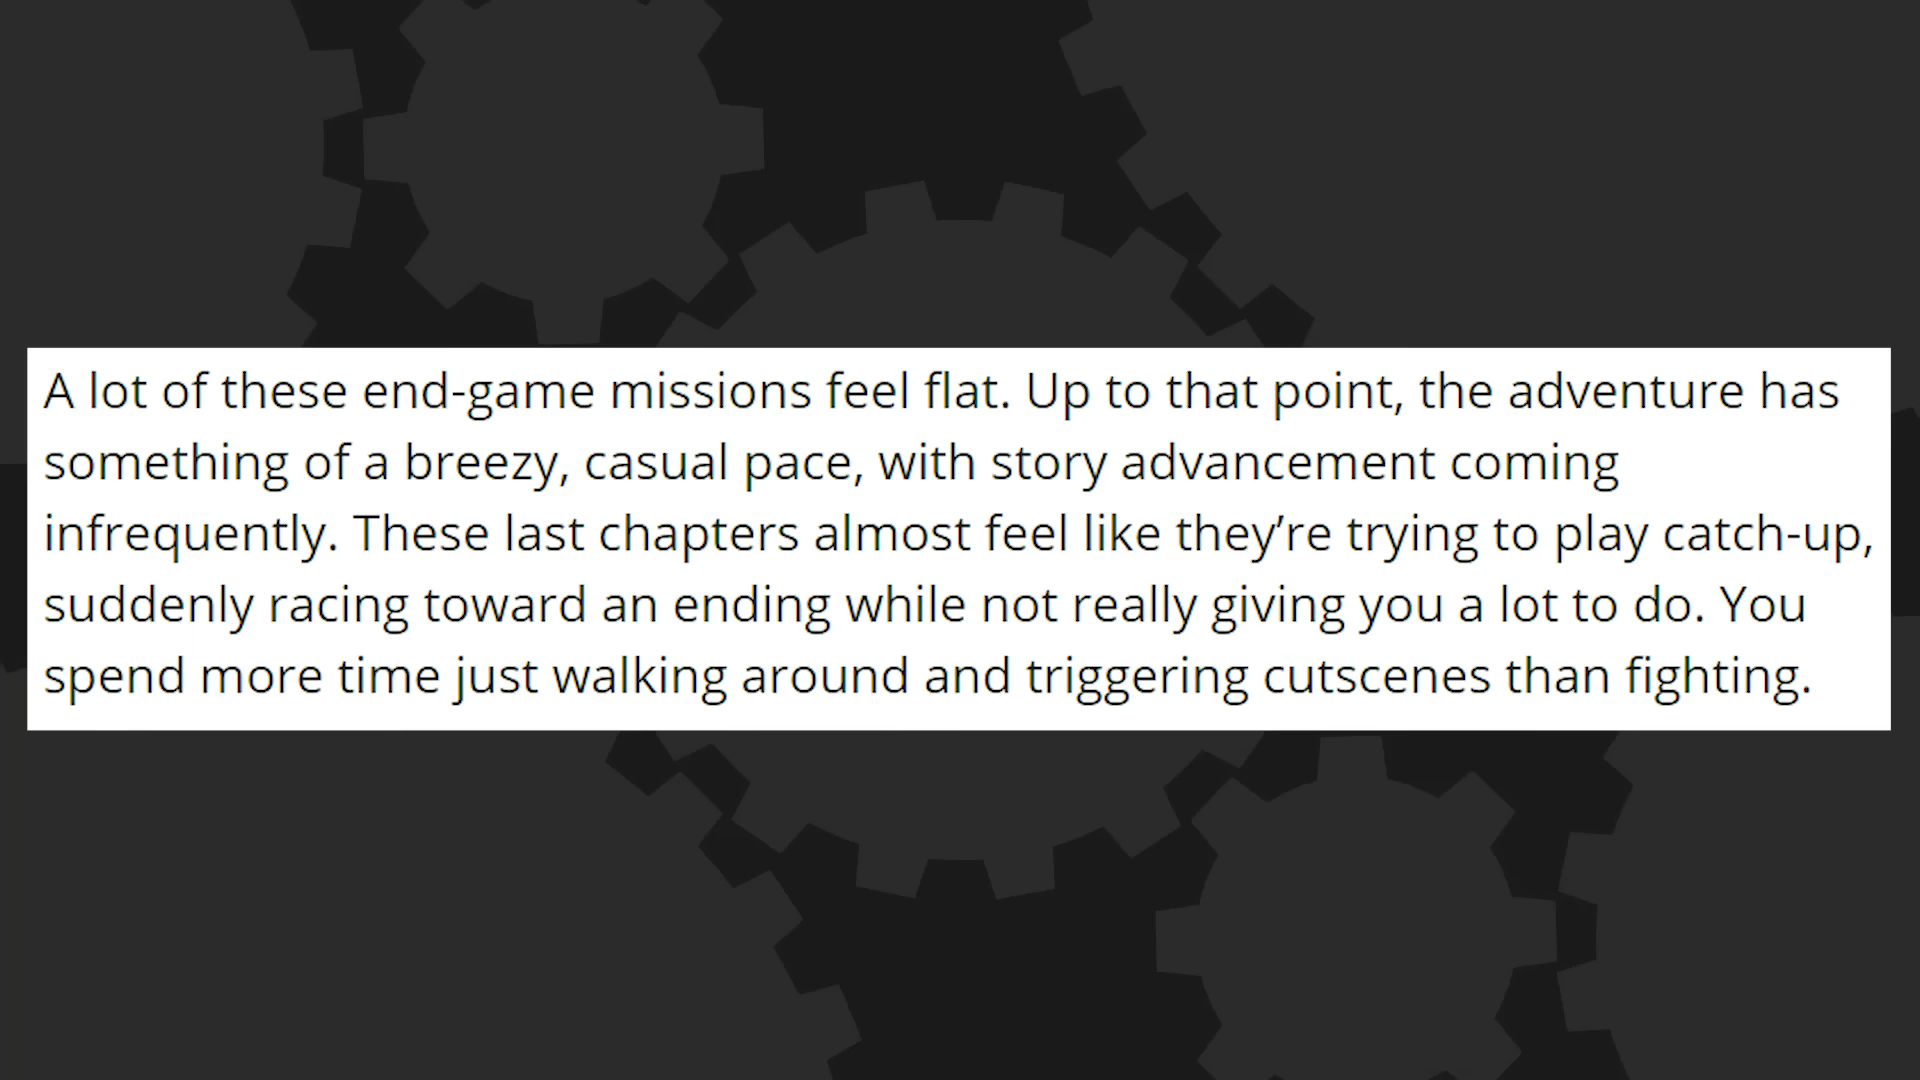 A lot of these end-game missions feel flat. Up to that point, the adventure has
something of a breezy, casual pace, with story advancement coming
infrequently. These last chapters almost feel like they’re trying to play catch-up,
suddenly racing toward an ending while not really giving you a lot to do. You
spend more time just walking around and triggering cutscenes than fighting.